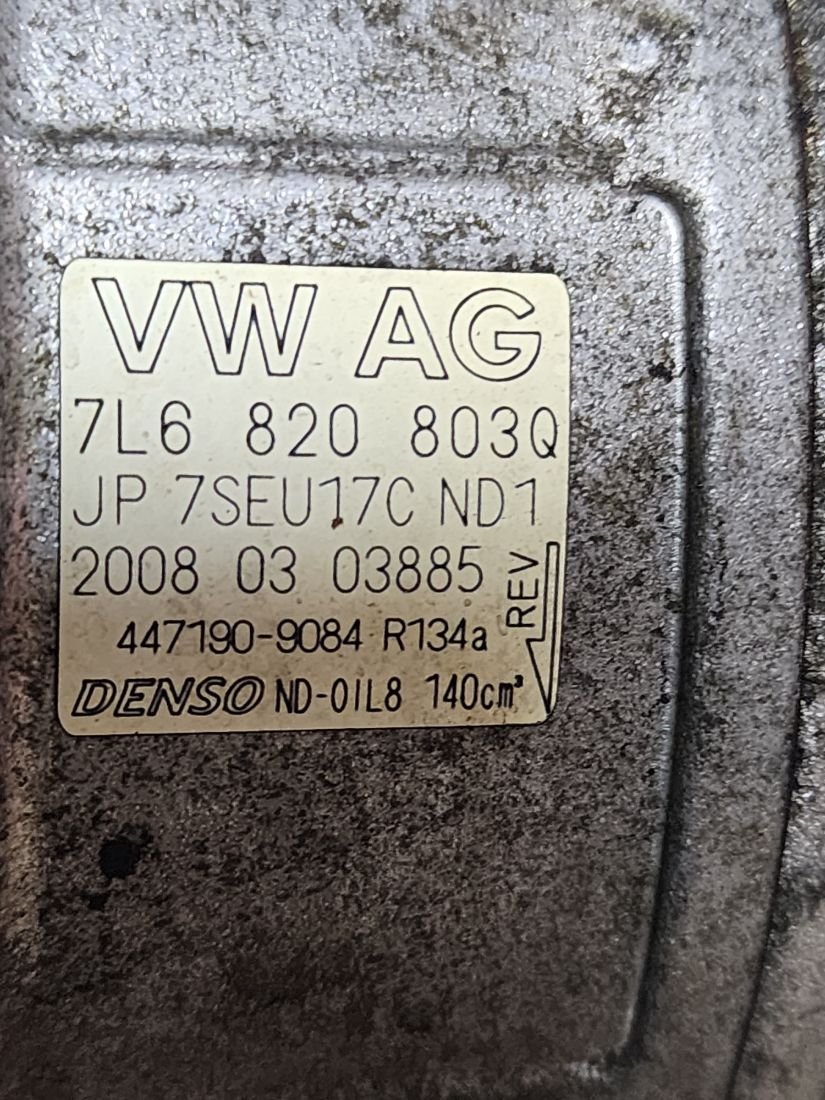 VW AG
7L6 820 803Q
JP 7SEU17C ND1
2008 03 03885
REV
447190-9084 R134a
DENSO ND-OIL8 140cm³